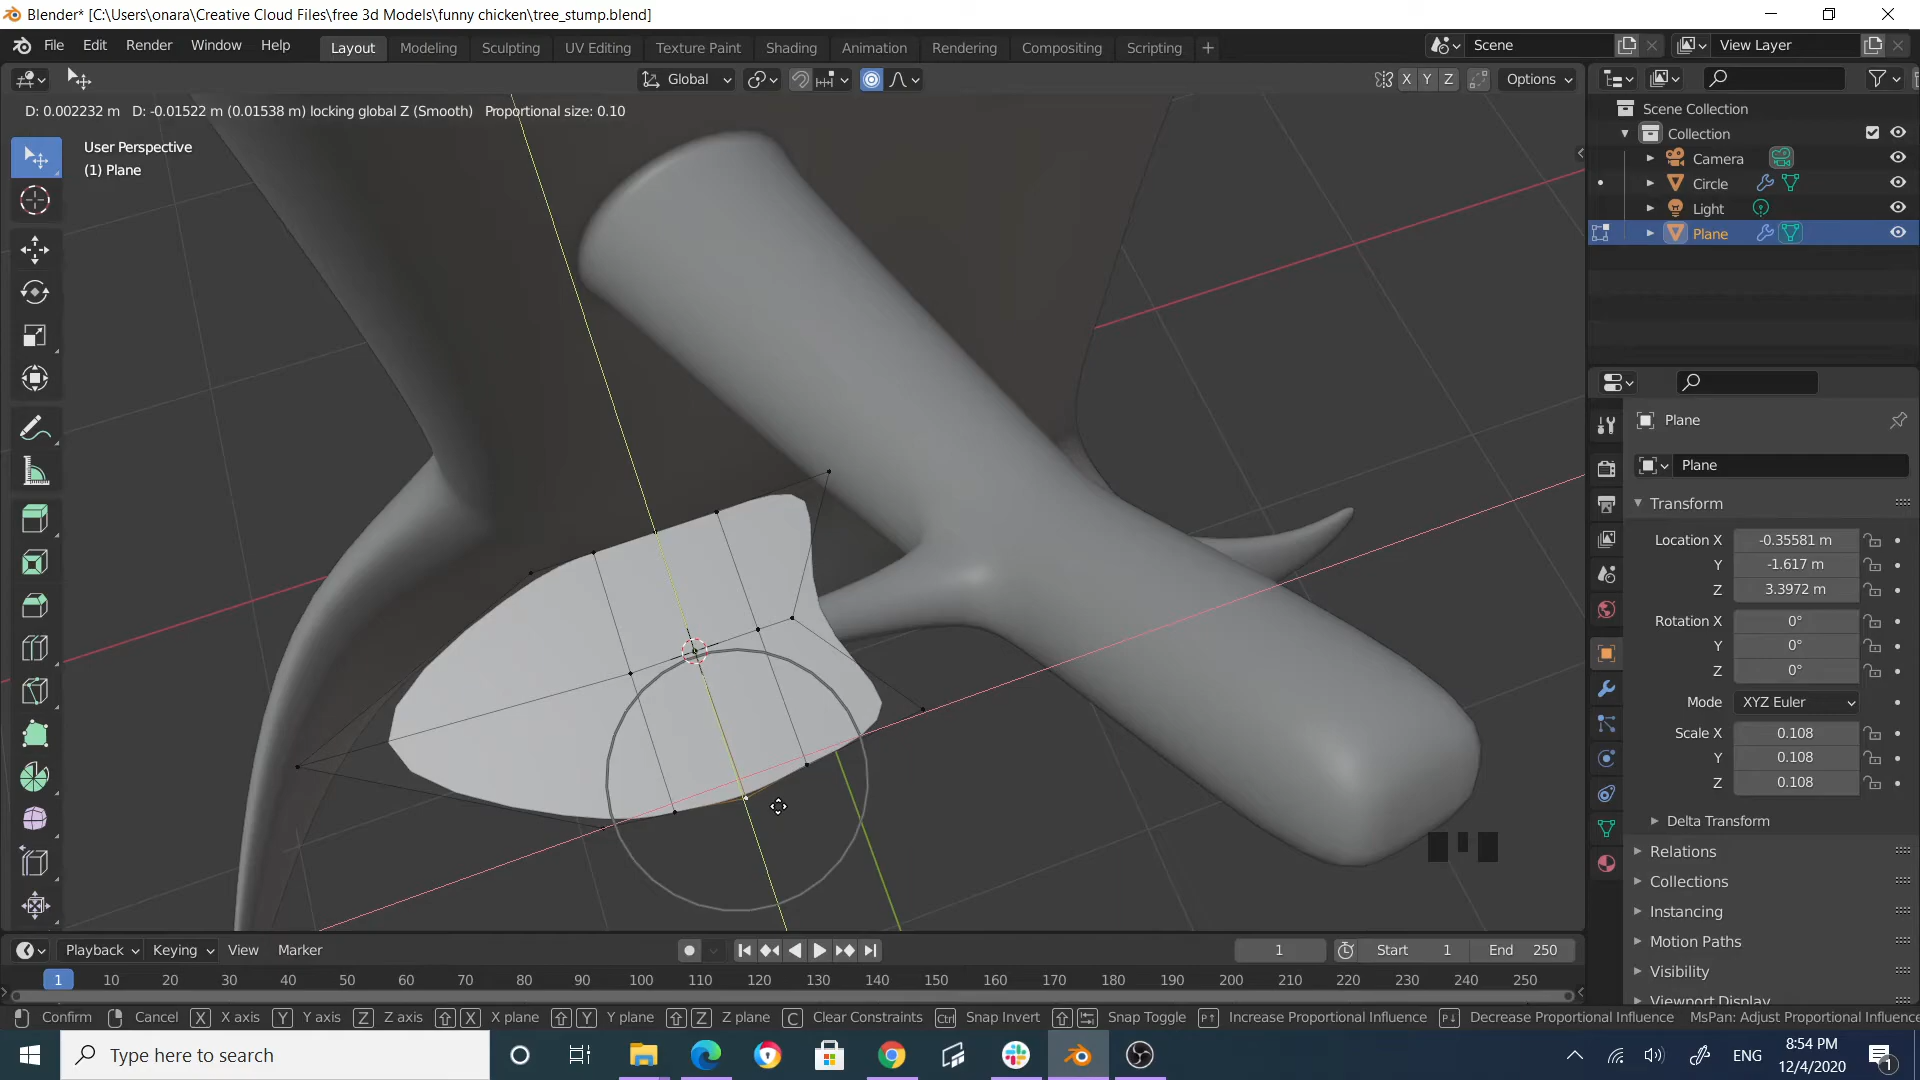 Blender* [C:\Users\onara\Creative Cloud Files\free 3d Models\funny chicken\tree_stump.blend]
File Edit Render Window Help Layout Modeling Sculpting UV Editing Texture Paint Shading Animation Rendering Compositing Scripting + Scene View Layer
Global X Y Z Options
D: 0.002232 m D: -0.01522 m (0.01538 m) locking global Z (Smooth) Proportional size: 0.10
User Perspective
(1) Plane
Scene Collection
Collection
Camera
Circle
Light
Plane
Plane
Plane
Transform
Location X -0.35581 m
Y -1.617 m
Z 3.3972 m
Rotation X 0°
Y 0°
Z 0°
Mode XYZ Euler
Scale X 0.108
Y 0.108
Z 0.108
Delta Transform
Relations
Collections
Instancing
Motion Paths
Visibility
Viewport Display
Playback Keying View Marker 1 Start 1 End 250
1 10 20 30 40 50 60 70 80 90 100 110 120 130 140 150 160 170 180 190 200 210 220 230 240 250
Confirm Cancel X X axis Y Y axis Z Z axis X X plane Y Y plane Z Z plane C Clear Constraints Ctrl Snap Invert Snap Toggle P↑ Increase Proportional Influence P↓ Decrease Proportional Influence MsPan: Adjust Proportional Influence
Type here to search ENG 8:54 PM
12/4/2020 1